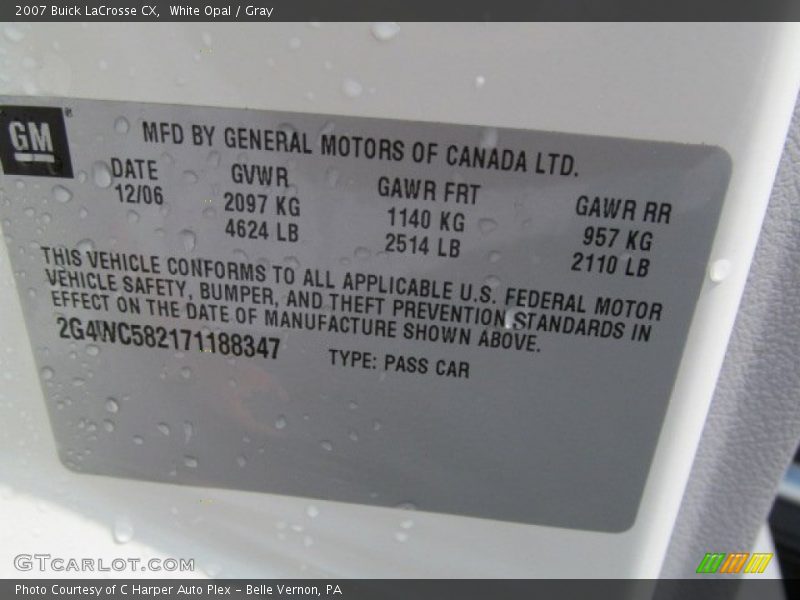 2007 Buick LaCrosse CX, White Opal / Gray
GM
MFD BY GENERAL MOTORS OF CANADA LTD.
DATE GVWR GAWR FRT GAWR RR
12/06 2097 KG 1140 KG 957 KG
4624 LB 2514 LB 2110 LB
THIS VEHICLE CONFORMS TO ALL APPLICABLE U.S. FEDERAL MOTOR
VEHICLE SAFETY, BUMPER, AND THEFT PREVENTION STANDARDS IN
EFFECT ON THE DATE OF MANUFACTURE SHOWN ABOVE.
2G4WC582171188347 TYPE: PASS CAR
GTCARLOT.COM
Photo Courtesy of C Harper Auto Plex - Belle Vernon, PA